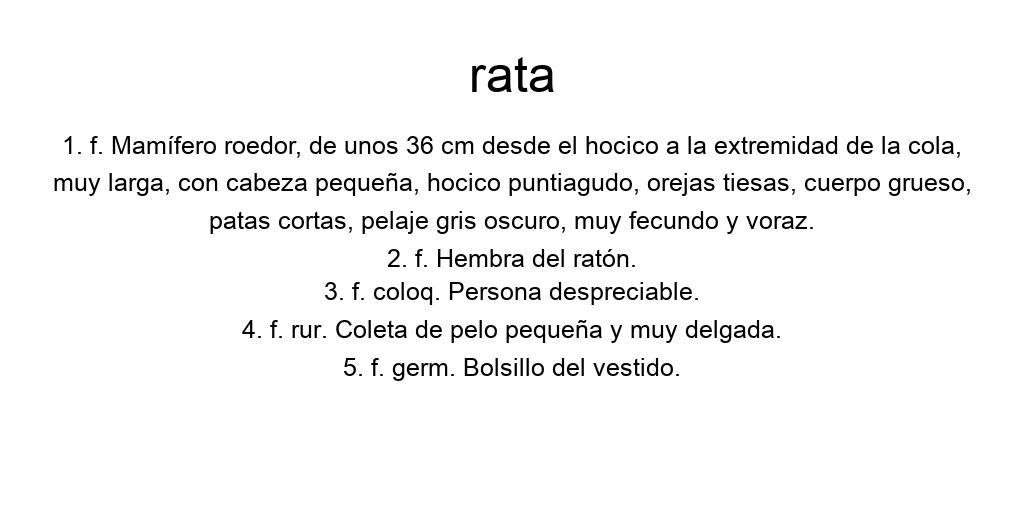 rata
1. f. Mamífero roedor, de unos 36 cm desde el hocico a la extremidad de la cola,
muy larga, con cabeza pequeña, hocico puntiagudo, orejas tiesas, cuerpo grueso,
patas cortas, pelaje gris oscuro, muy fecundo y voraz.
2. f. Hembra del ratón.
3. f. coloq. Persona despreciable.
4. f. rur. Coleta de pelo pequeña y muy delgada.
5. f. germ. Bolsillo del vestido.